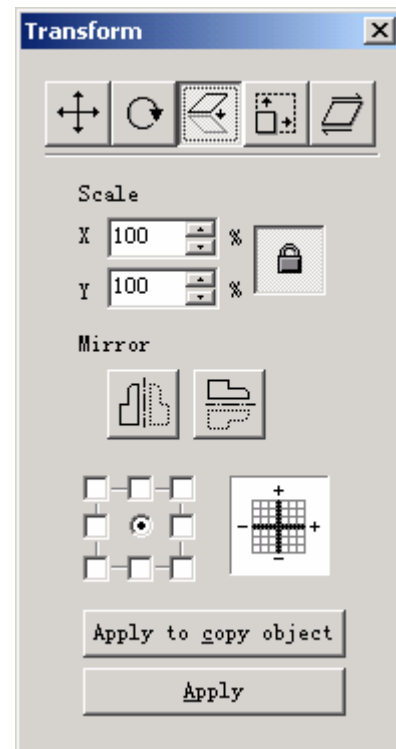 Transform
Scale
X 100 %
Y 100 %
Mirror
+
- +
-
Apply to copy object
Apply